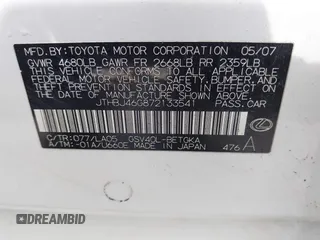 MFD. BY: TOYOTA MOTOR CORPORATION 05/07
GVWR 4680LB GAWR FR 2668LB RR 2359LB
THIS VEHICLE CONFORMS TO ALL APPLICABLE
FEDERAL MOTOR VEHICLE SAFETY, BUMPER, AND
THEFT PREVENTION STANDARDS IN EFFECT ON THE DATE
OF MANUFACTURE SHOWN ABOVE.
JTHBJ46G872133541 PASS. CAR
C/TR:077/LA05 GSV40L-BETGKA
A/TM:-01A/U660E MADE IN JAPAN 476 A
DREAMBID